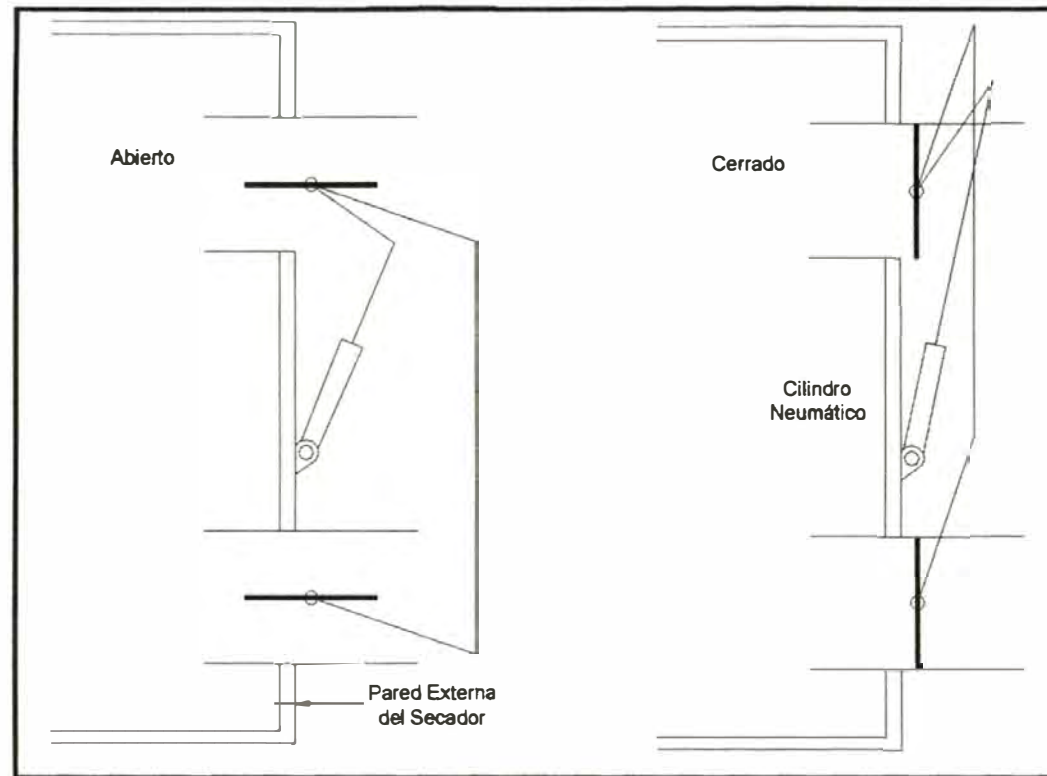 Abierto
Cerrado
Cilindro
Neumático
Pared Externa
del Secador